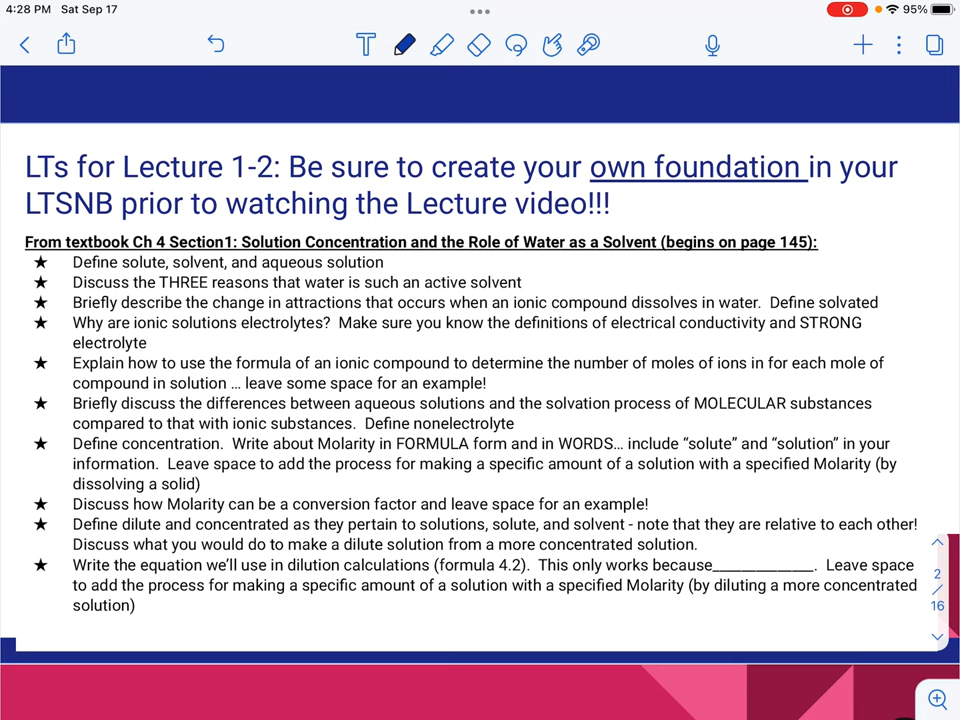 4:28 PM Sat Sep 17
95%
T
LTs for Lecture 1-2: Be sure to create your own foundation in your
LTSNB prior to watching the Lecture video!!!
From textbook Ch 4 Section1: Solution Concentration and the Role of Water as a Solvent (begins on page 145):
★ Define solute, solvent, and aqueous solution
★ Discuss the THREE reasons that water is such an active solvent
★ Briefly describe the change in attractions that occurs when an ionic compound dissolves in water. Define solvated
★ Why are ionic solutions electrolytes? Make sure you know the definitions of electrical conductivity and STRONG
electrolyte
★ Explain how to use the formula of an ionic compound to determine the number of moles of ions in for each mole of
compound in solution … leave some space for an example!
★ Briefly discuss the differences between aqueous solutions and the solvation process of MOLECULAR substances
compared to that with ionic substances. Define nonelectrolyte
★ Define concentration. Write about Molarity in FORMULA form and in WORDS… include “solute” and “solution” in your
information. Leave space to add the process for making a specific amount of a solution with a specified Molarity (by
dissolving a solid)
★ Discuss how Molarity can be a conversion factor and leave space for an example!
★ Define dilute and concentrated as they pertain to solutions, solute, and solvent - note that they are relative to each other!
Discuss what you would do to make a dilute solution from a more concentrated solution.
★ Write the equation we’ll use in dilution calculations (formula 4.2). This only works because______________. Leave space
to add the process for making a specific amount of a solution with a specified Molarity (by diluting a more concentrated
solution)
2
/
16